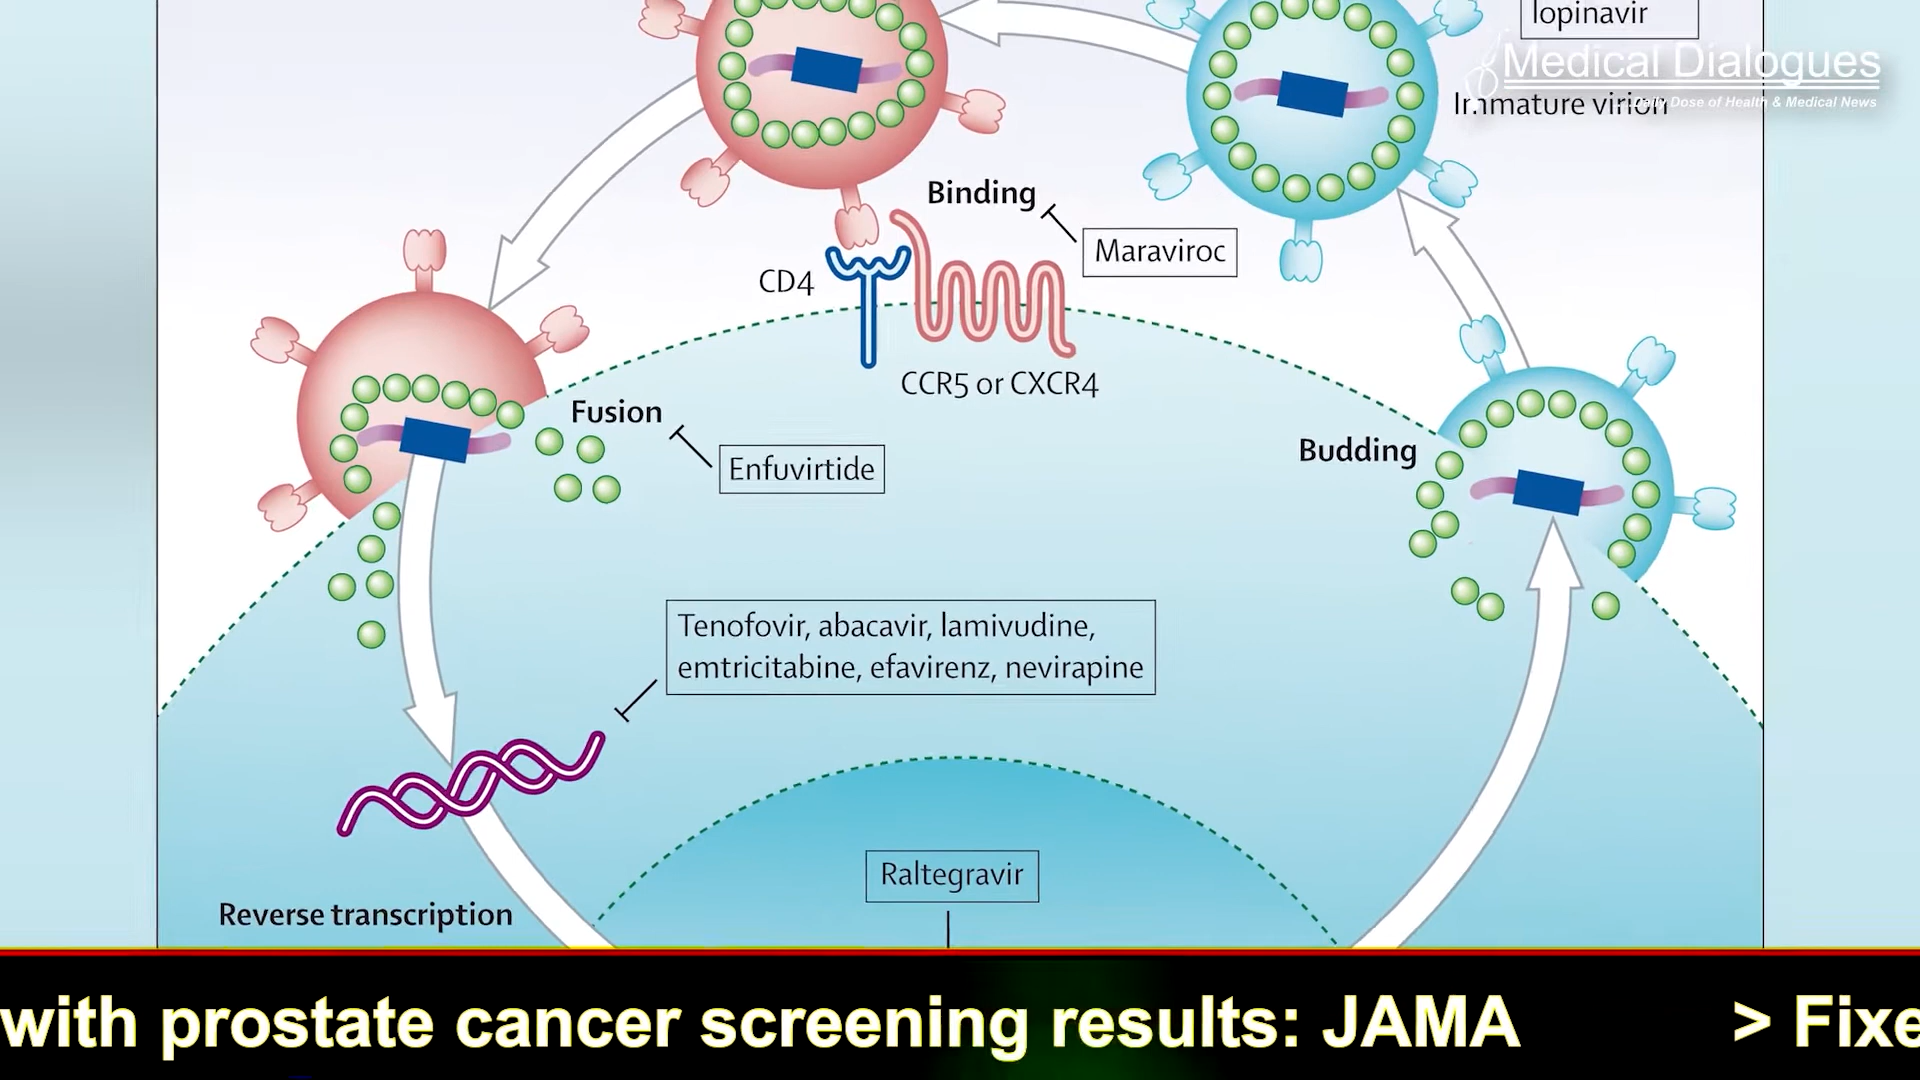 lopinavir
Medical Dialogues
Daily Dose of Health & Medical News
Immature virion
Binding
Maraviroc
CD4
CCR5 or CXCR4
Fusion
Enfuvirtide
Budding
Tenofovir, abacavir, lamivudine,
emtricitabine, efavirenz, nevirapine
Raltegravir
Reverse transcription
with prostate cancer screening results: JAMA > Fixe